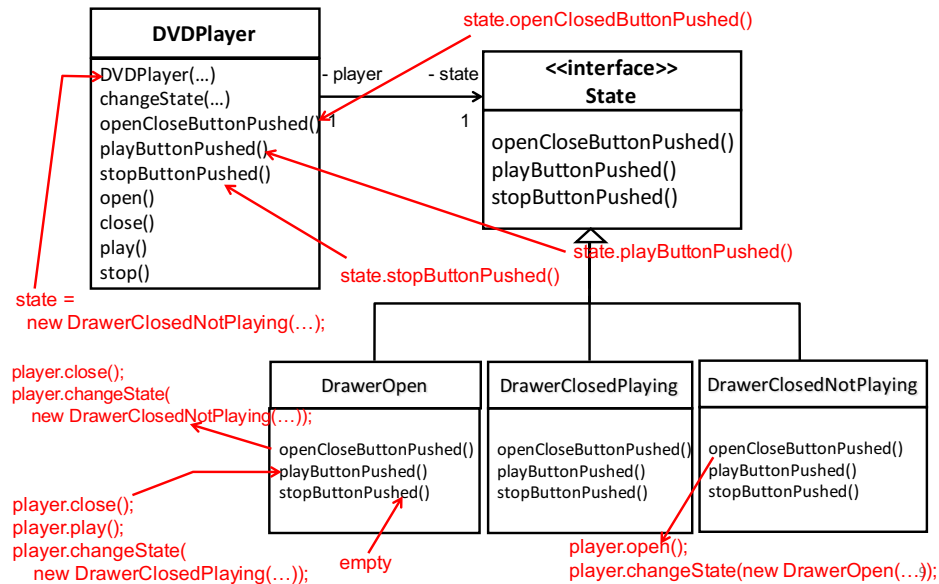 state.openClosedButtonPushed()
DVDPlayer
DVDPlayer(...)
changeState(...)
openCloseButtonPushed()
playButtonPushed()
stopButtonPushed()
open()
close()
play()
stop()
- player
- state
1
1
<<interface>>
State
openCloseButtonPushed()
playButtonPushed()
stopButtonPushed()
state.playButtonPushed()
state.stopButtonPushed()
state =
new DrawerClosedNotPlaying(...);
player.close();
player.changeState(
new DrawerClosedNotPlaying(...));
player.close();
player.play();
player.changeState(
new DrawerClosedPlaying(...));
DrawerOpen
openCloseButtonPushed()
playButtonPushed()
stopButtonPushed()
empty
DrawerClosedPlaying
openCloseButtonPushed()
playButtonPushed()
stopButtonPushed()
DrawerClosedNotPlaying
openCloseButtonPushed()
playButtonPushed()
stopButtonPushed()
player.open();
player.changeState(new DrawerOpen(...));
9